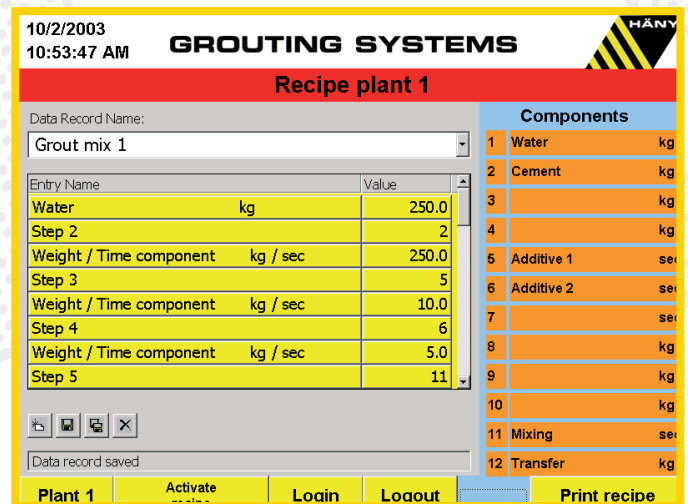 10/2/2003
10:53:47 AM
GROUTING SYSTEMS
HÄNY
Recipe plant 1
Data Record Name:
Grout mix 1
Entry Name Value
Water kg 250.0
Step 2 2
Weight / Time component kg / sec 250.0
Step 3 5
Weight / Time component kg / sec 10.0
Step 4 6
Weight / Time component kg / sec 5.0
Step 5 11
Data record saved
Components
1 Water kg
2 Cement kg
3 kg
4 kg
5 Additive 1 sec
6 Additive 2 sec
7 sec
8 kg
9 kg
10 kg
11 Mixing sec
12 Transfer kg
Plant 1
Activate
recipe
Login
Logout
Print recipe